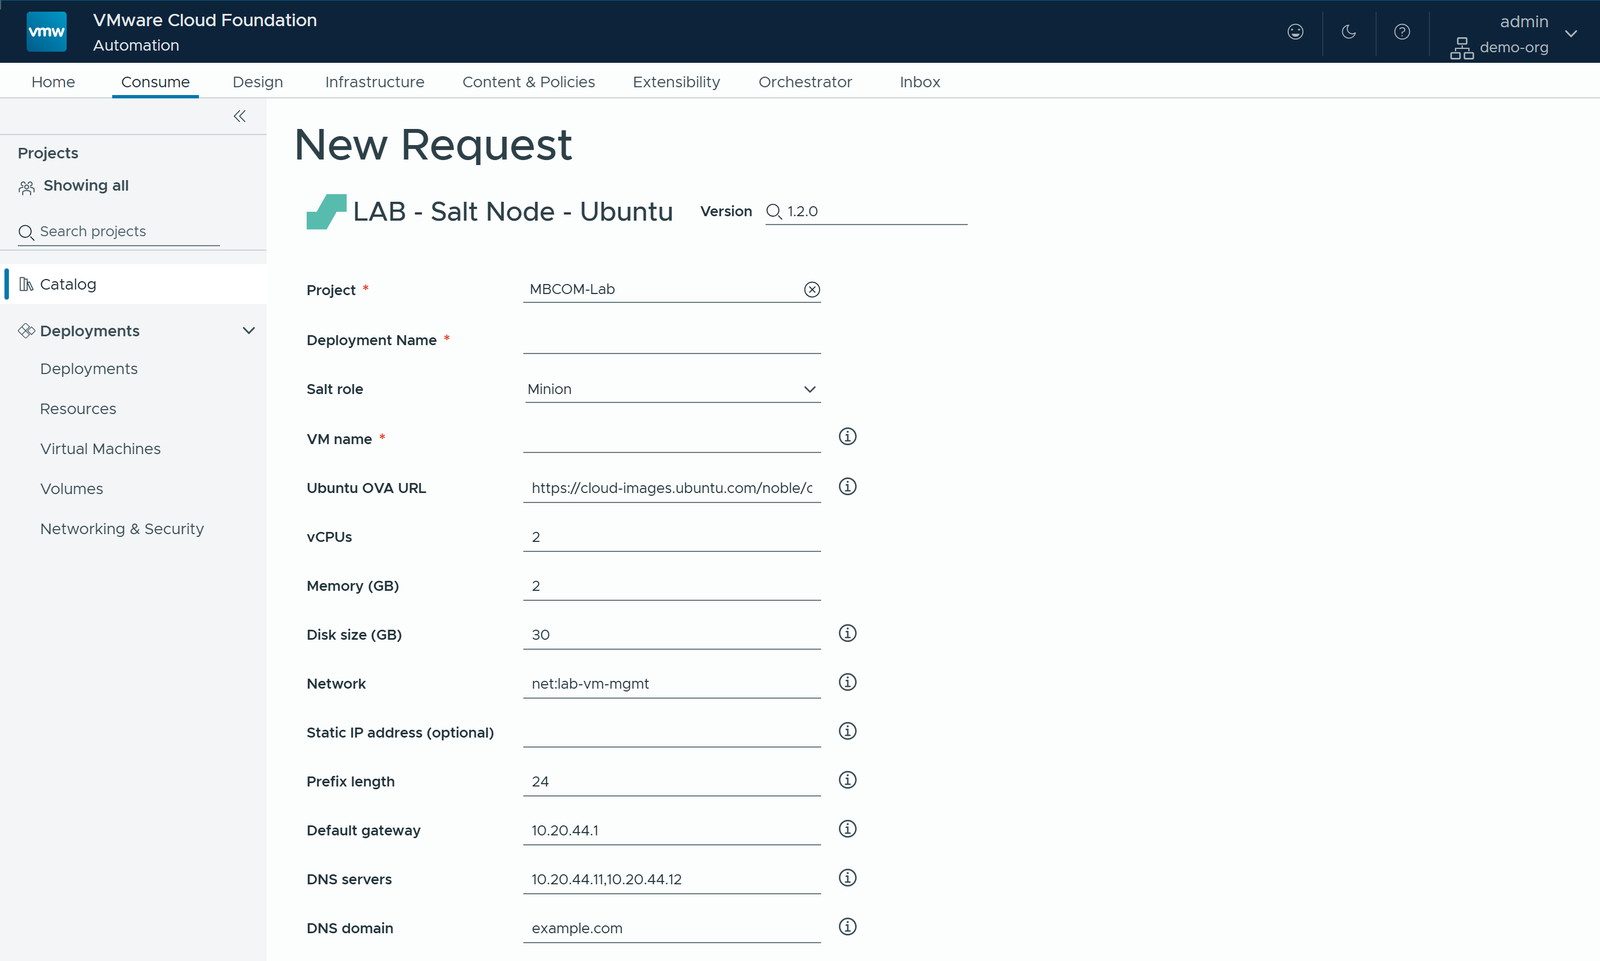 vmw
VMware Cloud Foundation
Automation
admin
demo-org
Home Consume Design Infrastructure Content & Policies Extensibility Orchestrator Inbox
Projects
Showing all
Search projects
Catalog
Deployments
Deployments
Resources
Virtual Machines
Volumes
Networking & Security
New Request
LAB - Salt Node - Ubuntu Version 1.2.0
Project * MBCOM-Lab
Deployment Name *
Salt role Minion
VM name *
Ubuntu OVA URL https://cloud-images.ubuntu.com/noble/c
vCPUs 2
Memory (GB) 2
Disk size (GB) 30
Network net:lab-vm-mgmt
Static IP address (optional)
Prefix length 24
Default gateway 10.20.44.1
DNS servers 10.20.44.11,10.20.44.12
DNS domain example.com